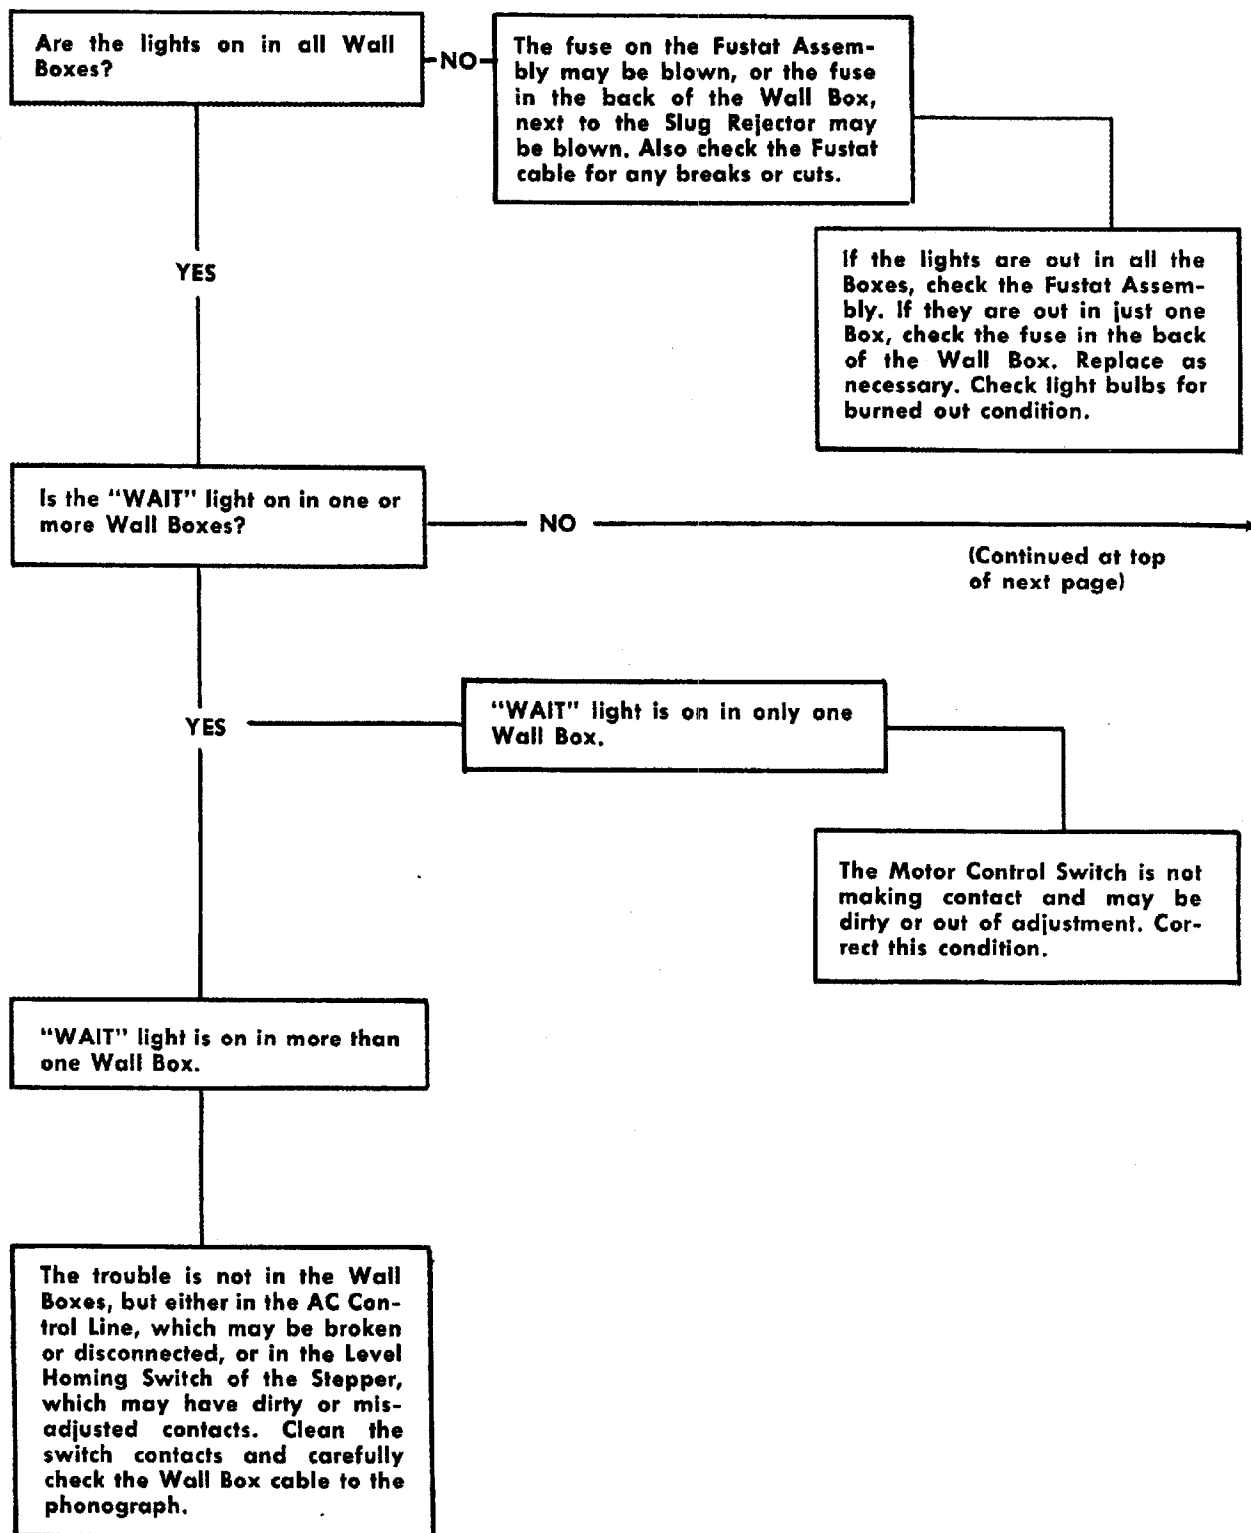 Are the lights on in all Wall
Boxes?
NO
The fuse on the Fustat Assem-
bly may be blown, or the fuse
in the back of the Wall Box,
next to the Slug Rejector may
be blown. Also check the Fustat
cable for any breaks or cuts.
YES
If the lights are out in all the
Boxes, check the Fustat Assem-
bly. If they are out in just one
Box, check the fuse in the back
of the Wall Box. Replace as
necessary. Check light bulbs for
burned out condition.
Is the "WAIT" light on in one or
more Wall Boxes?
NO
(Continued at top
of next page)
YES
"WAIT" light is on in only one
Wall Box.
The Motor Control Switch is not
making contact and may be
dirty or out of adjustment. Cor-
rect this condition.
"WAIT" light is on in more than
one Wall Box.
The trouble is not in the Wall
Boxes, but either in the AC Con-
trol Line, which may be broken
or disconnected, or in the Level
Homing Switch of the Stepper,
which may have dirty or mis-
adjusted contacts. Clean the
switch contacts and carefully
check the Wall Box cable to the
phonograph.